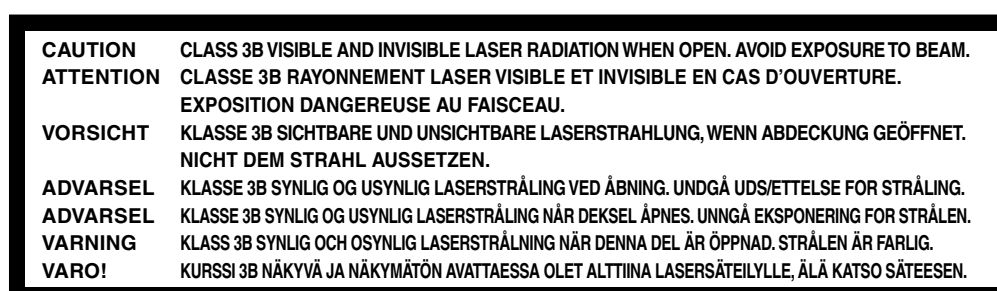 CAUTION CLASS 3B VISIBLE AND INVISIBLE LASER RADIATION WHEN OPEN. AVOID EXPOSURE TO BEAM.
ATTENTION CLASSE 3B RAYONNEMENT LASER VISIBLE ET INVISIBLE EN CAS D'OUVERTURE.
EXPOSITION DANGEREUSE AU FAISCEAU.
VORSICHT KLASSE 3B SICHTBARE UND UNSICHTBARE LASERSTRAHLUNG, WENN ABDECKUNG GEÖFFNET.
NICHT DEM STRAHL AUSSETZEN.
ADVARSEL KLASSE 3B SYNLIG OG USYNLIG LASERSTRÅLING VED ÅBNING. UNDGÅ UDS/ETTELSE FOR STRÅLING.
ADVARSEL KLASSE 3B SYNLIG OG USYNLIG LASERSTRÅLING NÅR DEKSEL ÅPNES. UNNGÅ EKSPONERING FOR STRÅLEN.
VARNING KLASS 3B SYNLIG OCH OSYNLIG LASERSTRÅLNING NÄR DENNA DEL ÄR ÖPPNAD. STRÅLEN ÄR FARLIG.
VARO! KURSSI 3B NÄKYVÄ JA NÄKYMÄTÖN AVATTAESSA OLET ALTTIINA LASERSÄTEILYLLE, ÄLÄ KATSO SÄTEESEN.